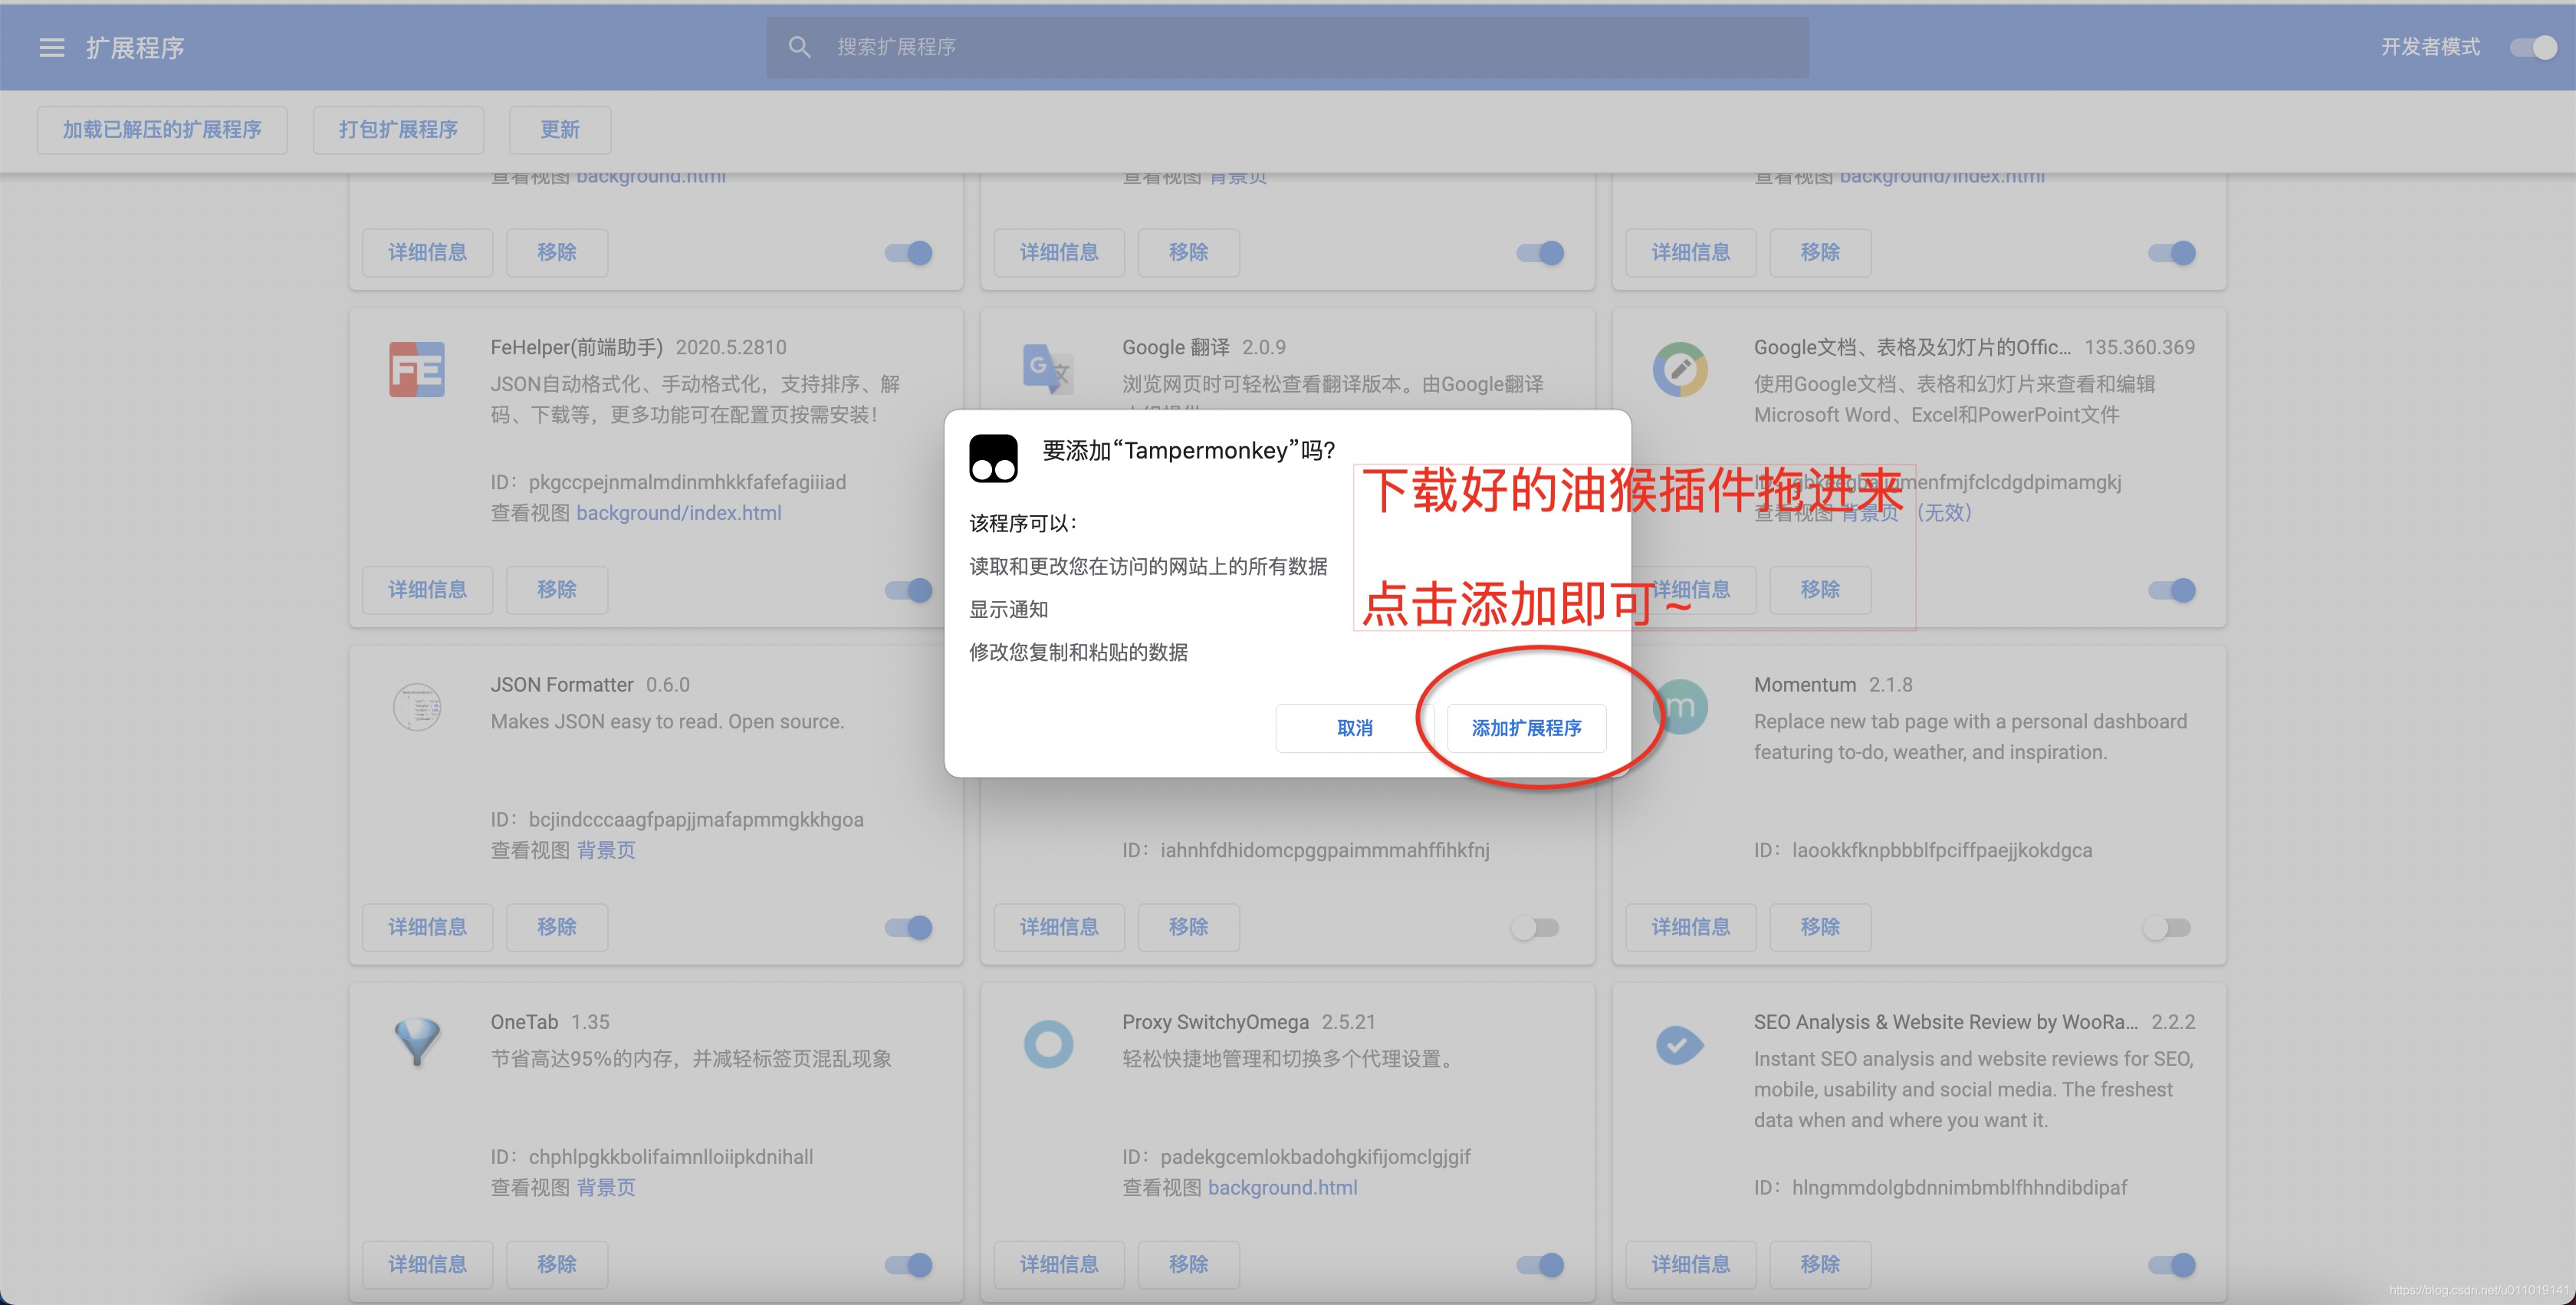 扩展程序
搜索扩展程序
开发者模式
加载已解压的扩展程序
打包扩展程序
更新
查看视图 background.html
查看视图 背景页
查看视图 background/index.html
详细信息
移除
详细信息
移除
详细信息
移除
FE
FeHelper(前端助手) 2020.5.2810
JSON自动格式化、手动格式化，支持排序、解
码、下载等，更多功能可在配置页按需安装！
ID：pkgccpejnmalmdinmhkkfafefagiiiad
查看视图 background/index.html
详细信息
移除
Google 翻译 2.0.9
浏览网页时可轻松查看翻译版本。由Google翻译
Google文档、表格及幻灯片的Offic... 135.360.369
使用Google文档、表格和幻灯片来查看和编辑
Microsoft Word、Excel和PowerPoint文件
查看视图 背景页 （无效）
详细信息
移除
要添加“Tampermonkey”吗？
该程序可以：
读取和更改您在访问的网站上的所有数据
显示通知
修改您复制和粘贴的数据
取消
添加扩展程序
下载好的油猴插件拖进来
点击添加即可~
JSON Formatter 0.6.0
Makes JSON easy to read. Open source.
ID：bcjindcccaagfpapjjmafapmmgkkhgoa
查看视图 背景页
详细信息
移除
ID：iahnhfdhidomcpggpaimmmahffihkfnj
详细信息
移除
m
Momentum 2.1.8
Replace new tab page with a personal dashboard
featuring to-do, weather, and inspiration.
ID：laookkfknpbbblfpciffpaejjkokdgca
详细信息
移除
OneTab 1.35
节省高达95%的内存，并减轻标签页混乱现象
ID：chphlpgkkbolifaimnlloiipkdnihall
查看视图 背景页
详细信息
移除
Proxy SwitchyOmega 2.5.21
轻松快捷地管理和切换多个代理设置。
ID：padekgcemlokbadohgkifijomclgjgif
查看视图 background.html
详细信息
移除
SEO Analysis & Website Review by WooRa... 2.2.2
Instant SEO analysis and website reviews for SEO,
mobile, usability and social media. The freshest
data when and where you want it.
ID：hlngmmdolgbdnnimbmblfhhndibdipaf
详细信息
移除
https://blog.csdn.net/u011019141